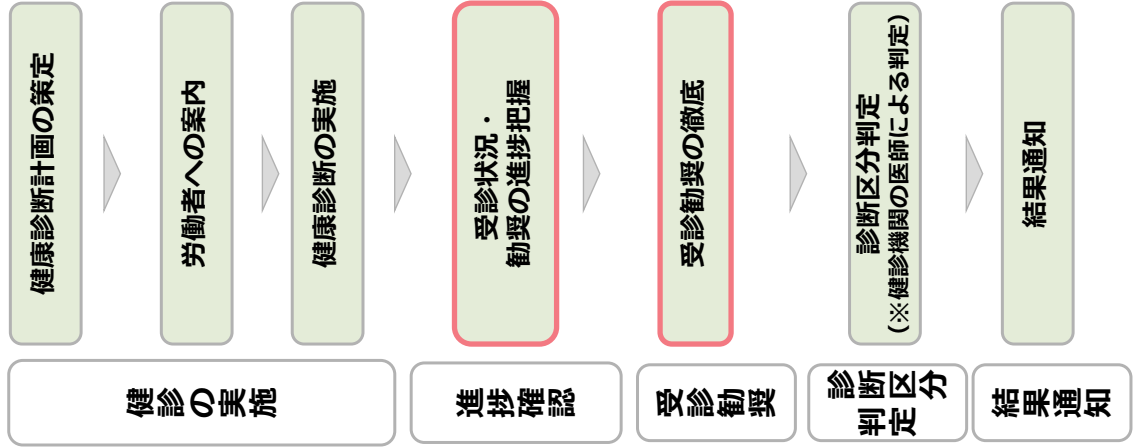 健診の実施
健康診断計画の策定
労働者への案内
健康診断の実施
進捗確認
受診状況・
勧奨の進捗把握
受診勧奨
受診勧奨の徹底
診断区分
判定
診断区分判定
(※健診機関の医師による判定)
結果通知
結果通知